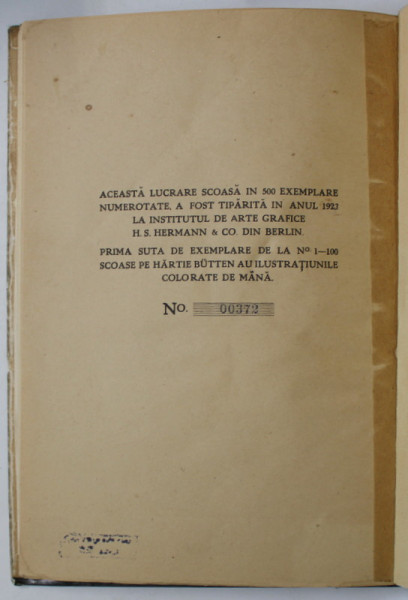 ACEASTĂ LUCRARE SCOASĂ IN 500 EXEMPLARE
NUMEROTATE, A FOST TIPĂRITĂ IN ANUL 1923
LA INSTITUTUL DE ARTE GRAFICE
H. S. HERMANN & CO. DIN BERLIN.
PRIMA SUTA DE EXEMPLARE DE LA No. 1—100
SCOASE PE HÂRTIE BÜTTEN AU ILUSTRAȚIUNILE
COLORATE DE MÂNĂ.
No. 00372